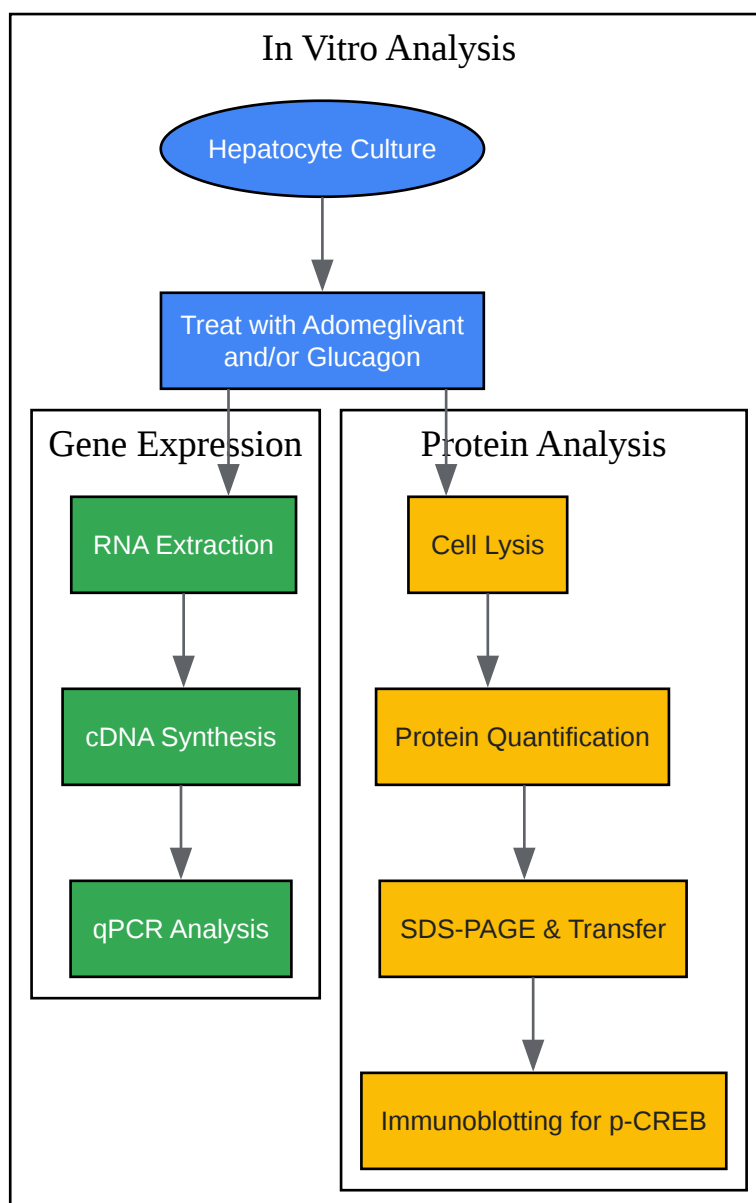 In Vitro Analysis
Hepatocyte Culture
Treat with Adomeglivant
and/or Glucagon
Gene Expression
RNA Extraction
cDNA Synthesis
qPCR Analysis
Protein Analysis
Cell Lysis
Protein Quantification
SDS-PAGE & Transfer
Immunoblotting for p-CREB